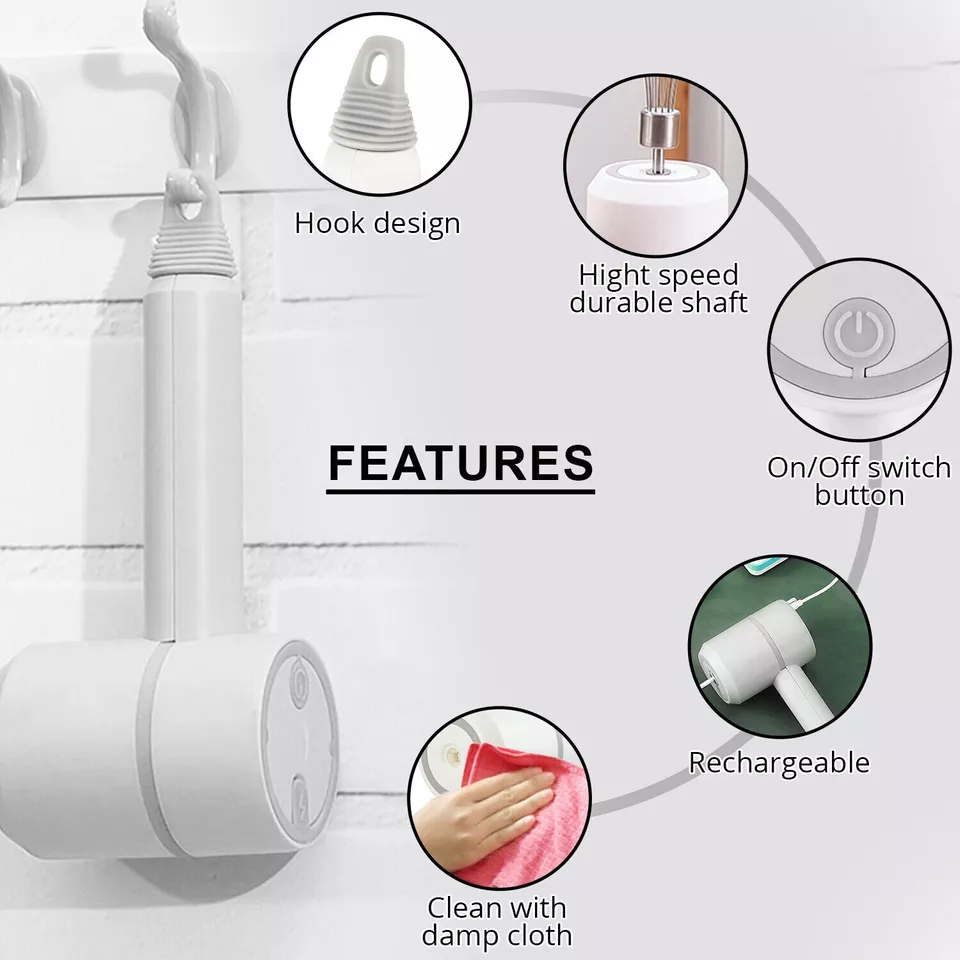 Hook design
Hight speed
durable shaft
On/Off switch
button
FEATURES
Rechargeable
Clean with
damp cloth